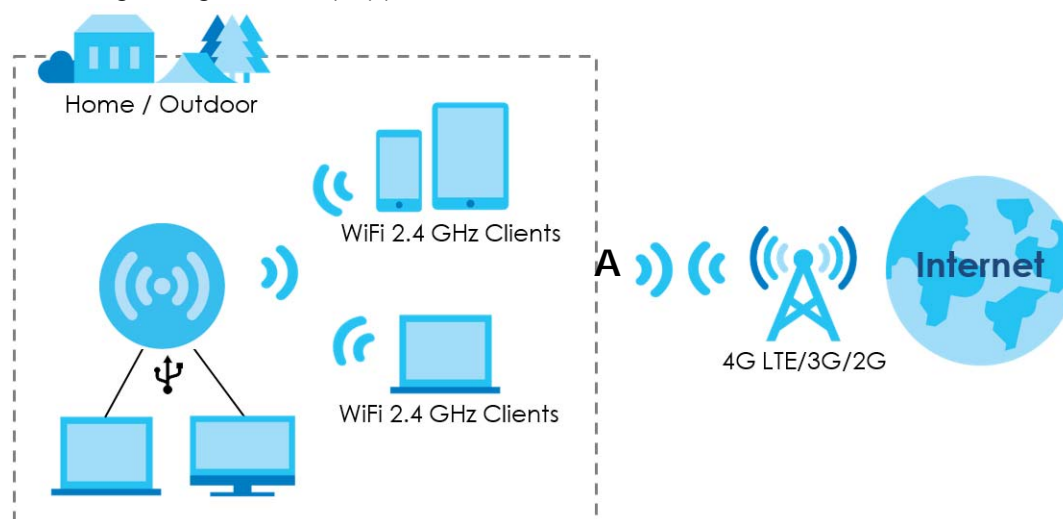 Home / Outdoor
WiFi 2.4 GHz Clients
A
Internet
4G LTE/3G/2G
WiFi 2.4 GHz Clients